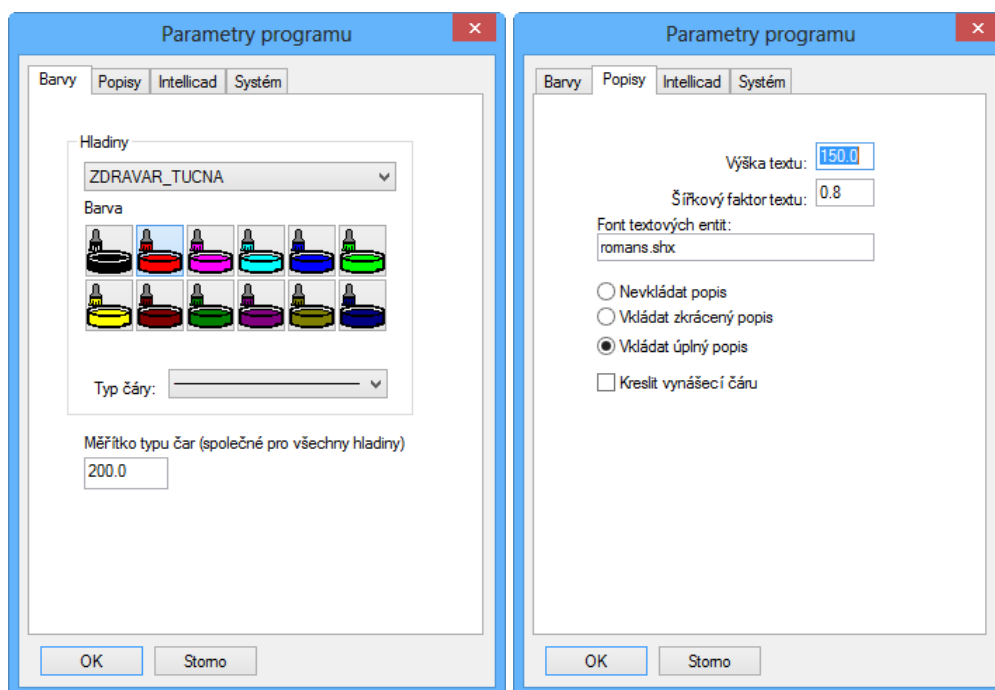 Parametry programu
Barvy Popisy Intellicad Systém
Hladiny
ZDRAVAR_TUCNA
Barva
Typ čáry:
Měřítko typu čar (společné pro všechny hladiny)
200.0
OK Storno
Parametry programu
Barvy Popisy Intellicad Systém
Výška textu: 150.0
Šířkový faktor textu: 0.8
Font textových entit:
romans.shx
Nevkládat popis
Vkládat zkrácený popis
Vkládat úplný popis
Kreslit vynášecí čáru
OK Storno